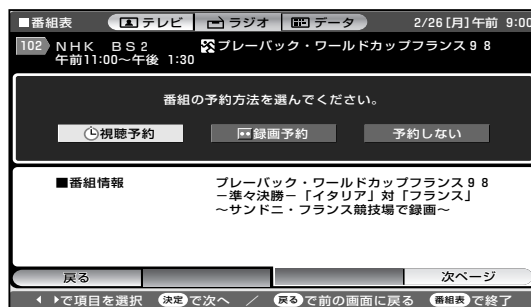 ■番組表 テレビ ラジオ データ 2/26[月]午前 9:00
102 NHK BS2 プレーバック・ワールドカップフランス98
午前11:00〜午後 1:30
番組の予約方法を選んでください。
視聴予約 録画予約 予約しない
■番組情報 プレーバック・ワールドカップフランス98
−準々決勝−「イタリア」対「フランス」
〜サンドニ・フランス競技場で録画〜
戻る 次ページ
で項目を選択 決定で次へ / 戻るで前の画面に戻る 番組表で終了